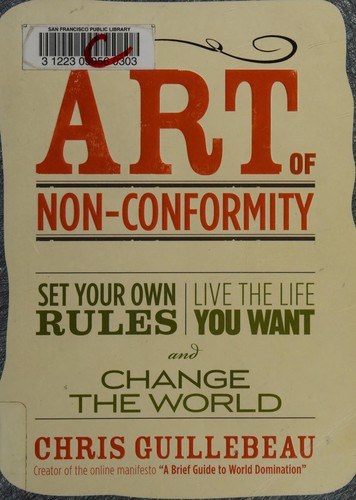 SAN FRANCISCO PUBLIC LIBRARY
ART OF
NON-CONFORMITY
SET YOUR OWN
RULES
LIVE THE LIFE
YOU WANT
and
CHANGE
THE WORLD
CHRIS GUILLEBEAU
Creator of the online manifesto “A Brief Guide to World Domination”